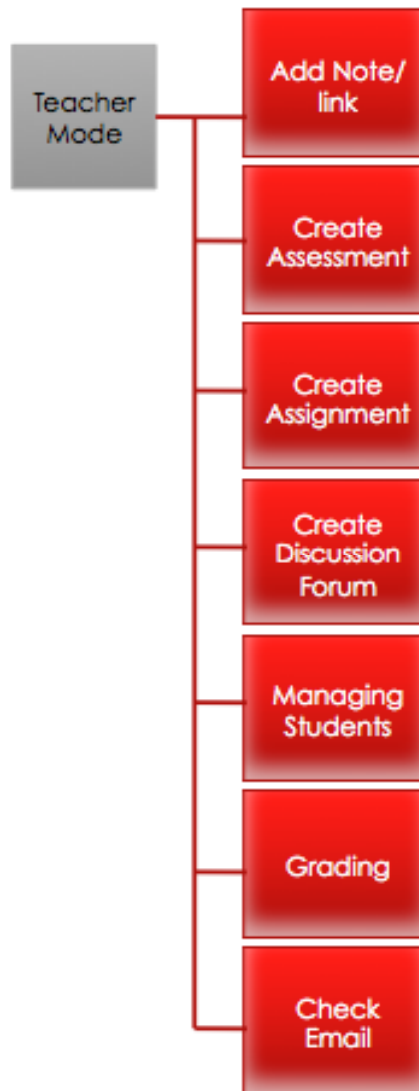 Teacher
Mode
Add Note/
link
Create
Assessment
Create
Assignment
Create
Discussion
Forum
Managing
Students
Grading
Check
Email